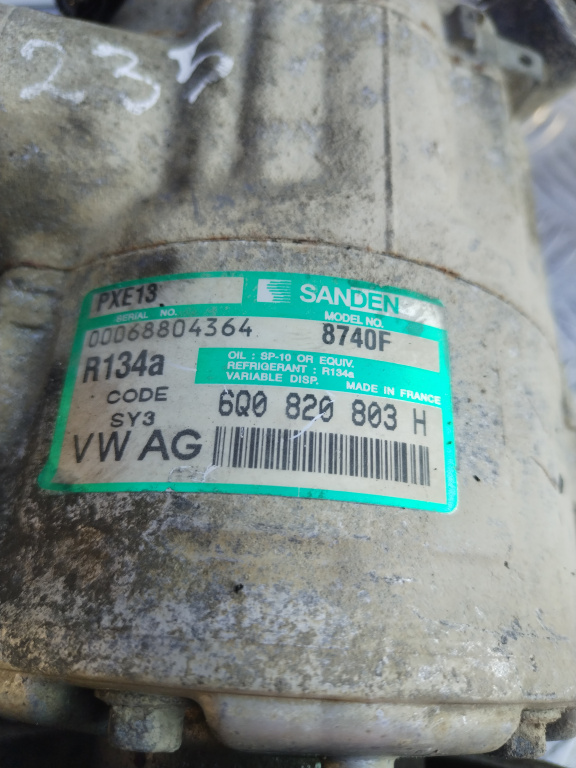 235
PXE13
SANDEN
SERIAL NO.
MODEL NO.
00068804364
8740F
R134a
OIL : SP-10 OR EQUIV.
REFRIGERANT : R134a
VARIABLE DISP.
MADE IN FRANCE
CODE
SY3
6Q0 820 803 H
VW AG